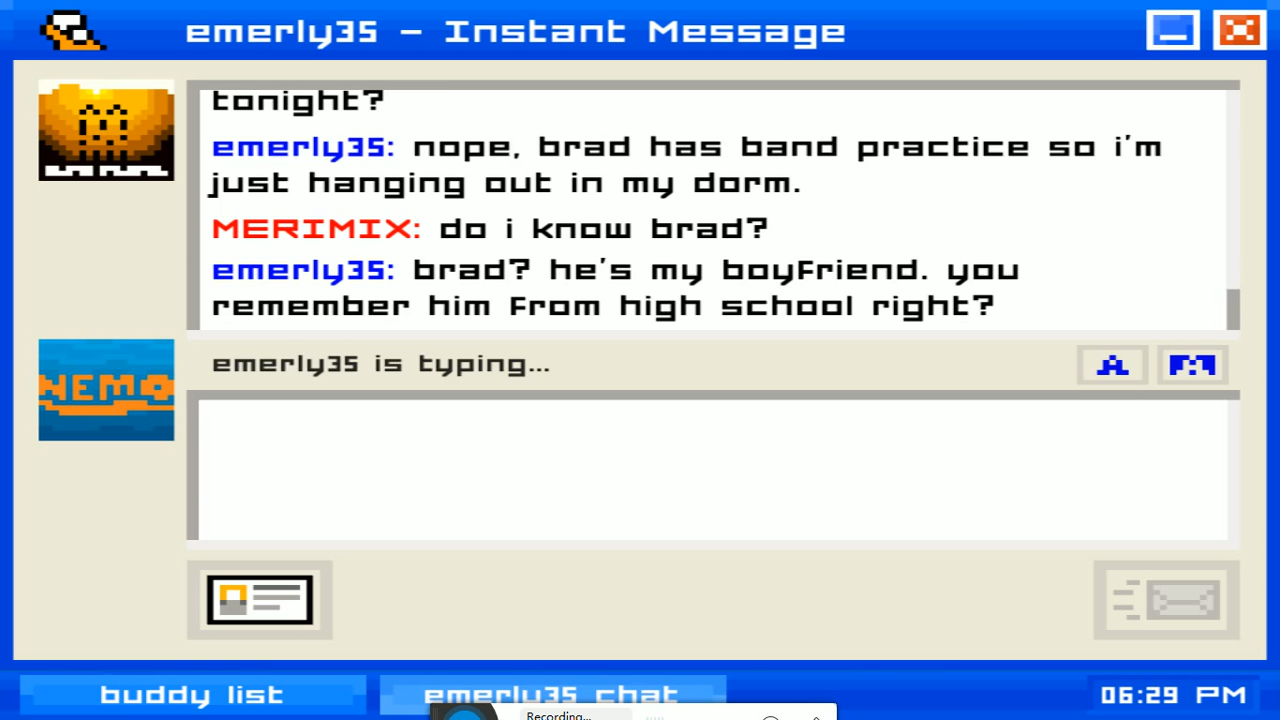 emerly35 - Instant Message
tonight?
emerly35: nope, brad has band practice so i'm
just hanging out in my dorm.
MERIMIX: do i know brad?
emerly35: brad? he's my boyfriend. you
remember him from high school right?
emerly35 is typing...
A
NEMO
buddy list
emerly35 chat
06:29 PM
Recording...